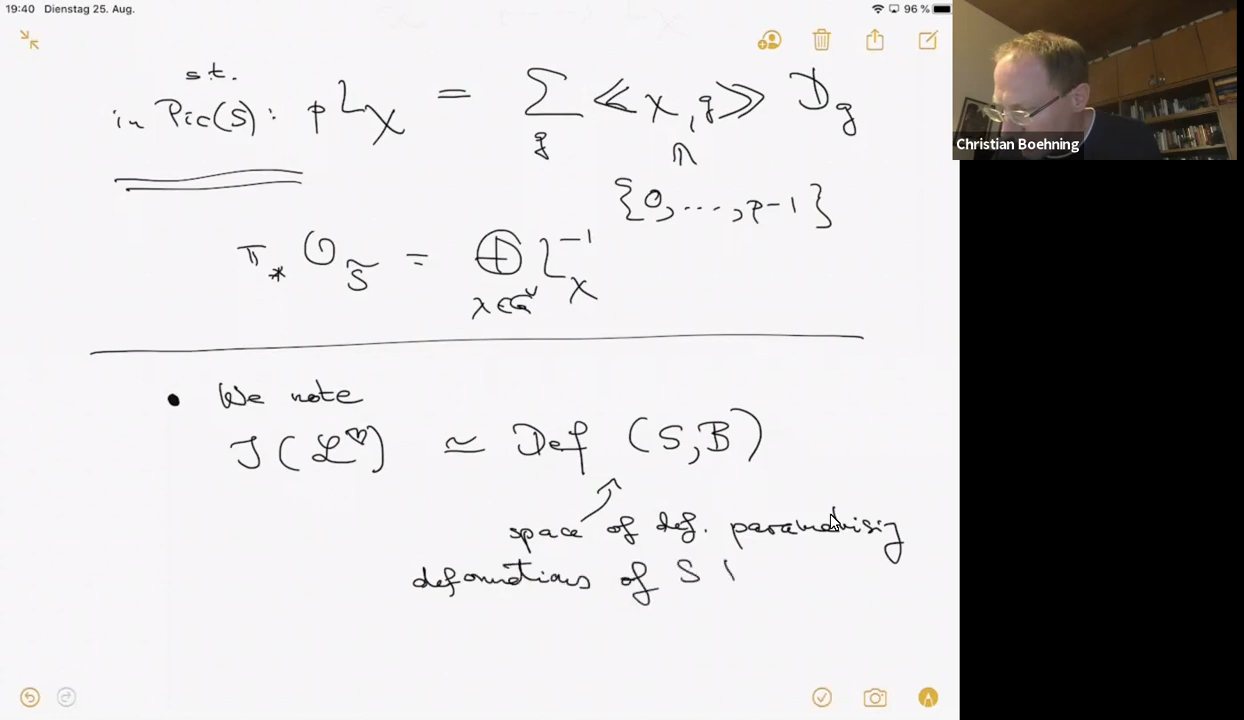 19:40 Dienstag 25. Aug.
96 %
s.t.
in Pic(S): pL_χ = Σ_g ≪χ, g≫ D_g
∩
{0, ..., p-1}
π_* O_S̃ = ⊕_{χ∈G^∨} L_χ^{-1}
• We note
J(ℒ^♡) ≃ Def (S, B)
space of def. parametrising
deformations of S (
Christian Boehning